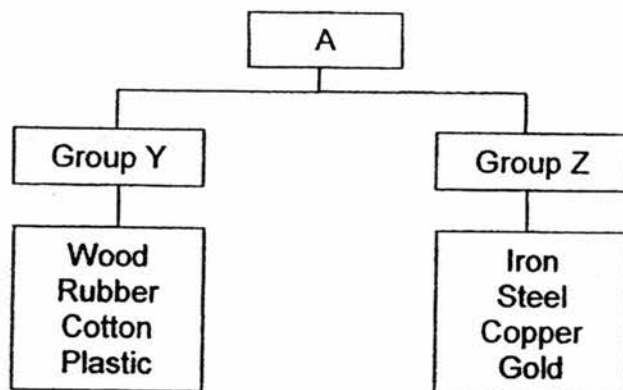 A
Group Y
Group Z
Wood
Rubber
Cotton
Plastic
Iron
Steel
Copper
Gold